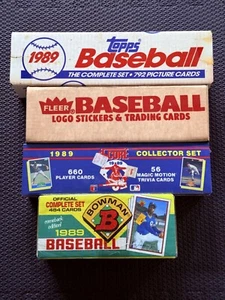 1989
Topps
Baseball
THE COMPLETE SET • 792 PICTURE CARDS
FLEER BASEBALL
LOGO STICKERS & TRADING CARDS
1989
COLLECTOR SET
660
PLAYER CARDS
56
MAGIC MOTION
TRIVIA CARDS
OFFICIAL
COMPLETE SET
484 CARDS
BOWMAN
B
1989
BASEBALL